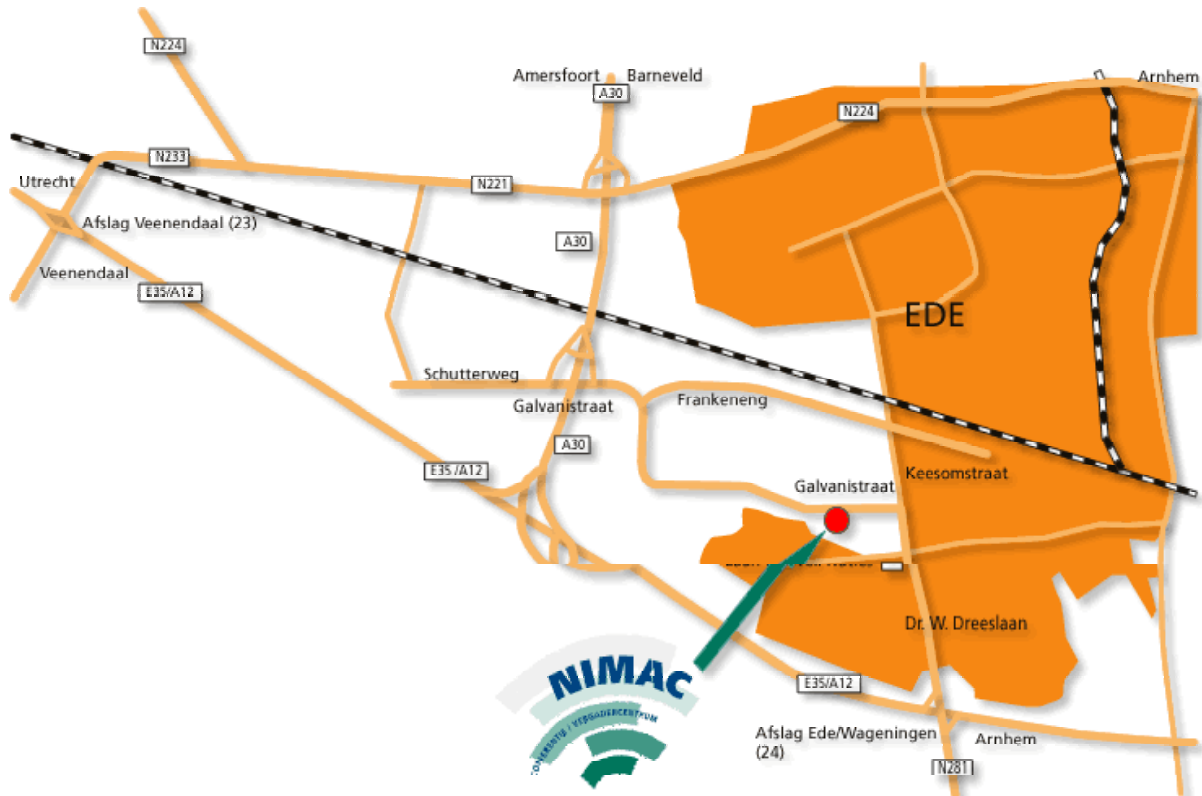 N224
Amersfoort
Barneveld
A30
Arnhem
N224
N233
N221
Utrecht
Afslag Veenendaal (23)
A30
Veenendaal
E35/A12
EDE
Schutterweg
Frankeneng
Galvanistraat
A30
E35/A12
Keesomstraat
Galvanistraat
Dr. W. Dreeslaan
NIMAC
/ VERGADERCENTRUM
E35/A12
Afslag Ede/Wageningen
(24)
Arnhem
N281